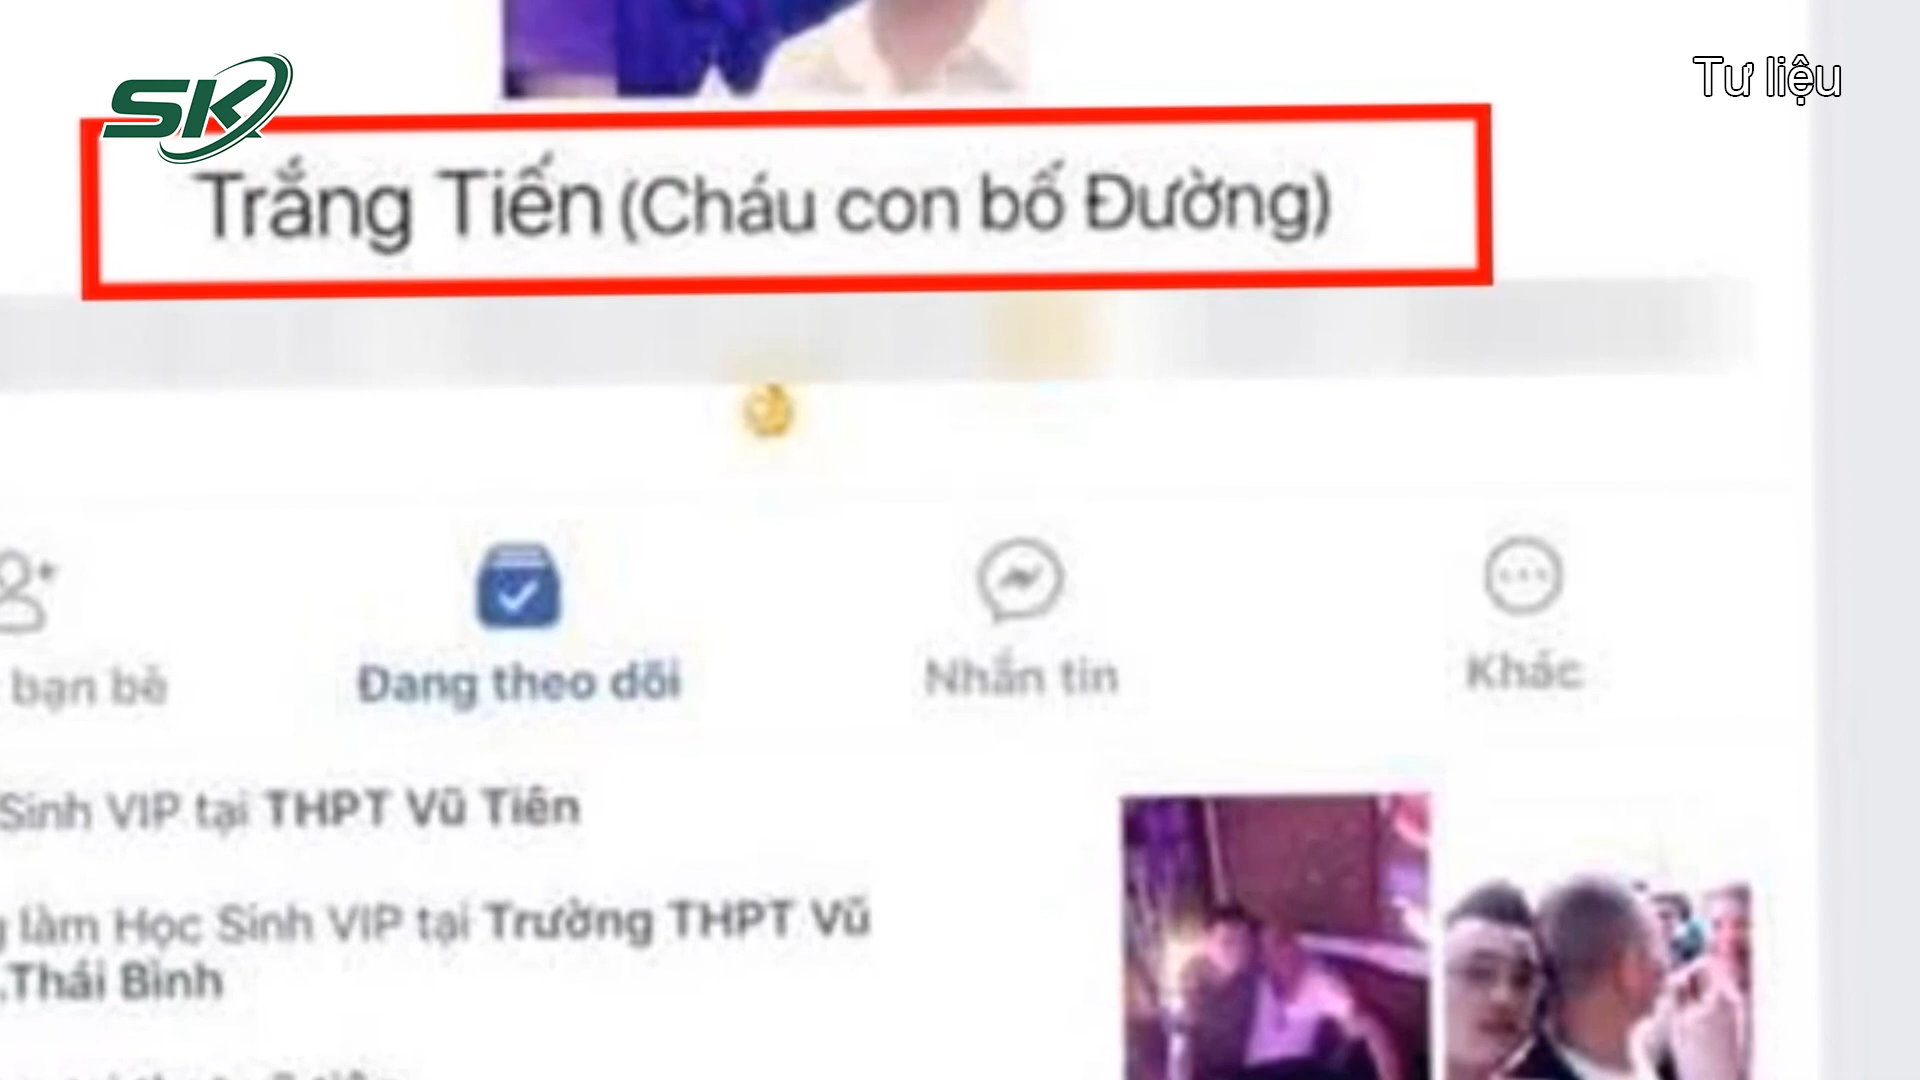 SK
Tư liệu
Trắng Tiến (Cháu con bố Đường)
bạn bè
Đang theo dõi
Nhắn tin
Khác
Sinh VIP tại THPT Vũ Tiên
làm Học Sinh VIP tại Trường THPT Vũ
.Thái Bình